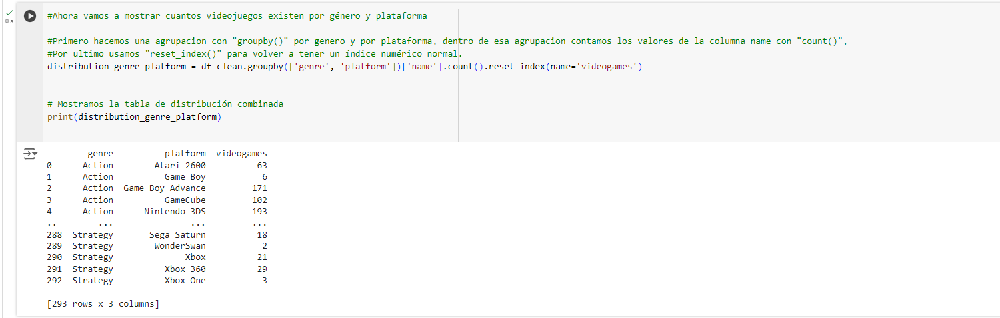 0 s
#Ahora vamos a mostrar cuantos videojuegos existen por género y plataforma
#Primero hacemos una agrupacion con "groupby()" por genero y por plataforma, dentro de esa agrupacion contamos los valores de la columna name con "count()",
#Por ultimo usamos "reset_index()" para volver a tener un índice numérico normal.
distribution_genre_platform = df_clean.groupby(['genre', 'platform'])['name'].count().reset_index(name='videogames')
# Mostramos la tabla de distribución combinada
print(distribution_genre_platform)
genre platform videogames
0 Action Atari 2600 63
1 Action Game Boy 6
2 Action Game Boy Advance 171
3 Action GameCube 102
4 Action Nintendo 3DS 193
.. ... ... ...
288 Strategy Sega Saturn 18
289 Strategy WonderSwan 2
290 Strategy Xbox 21
291 Strategy Xbox 360 29
292 Strategy Xbox One 3
[293 rows x 3 columns]